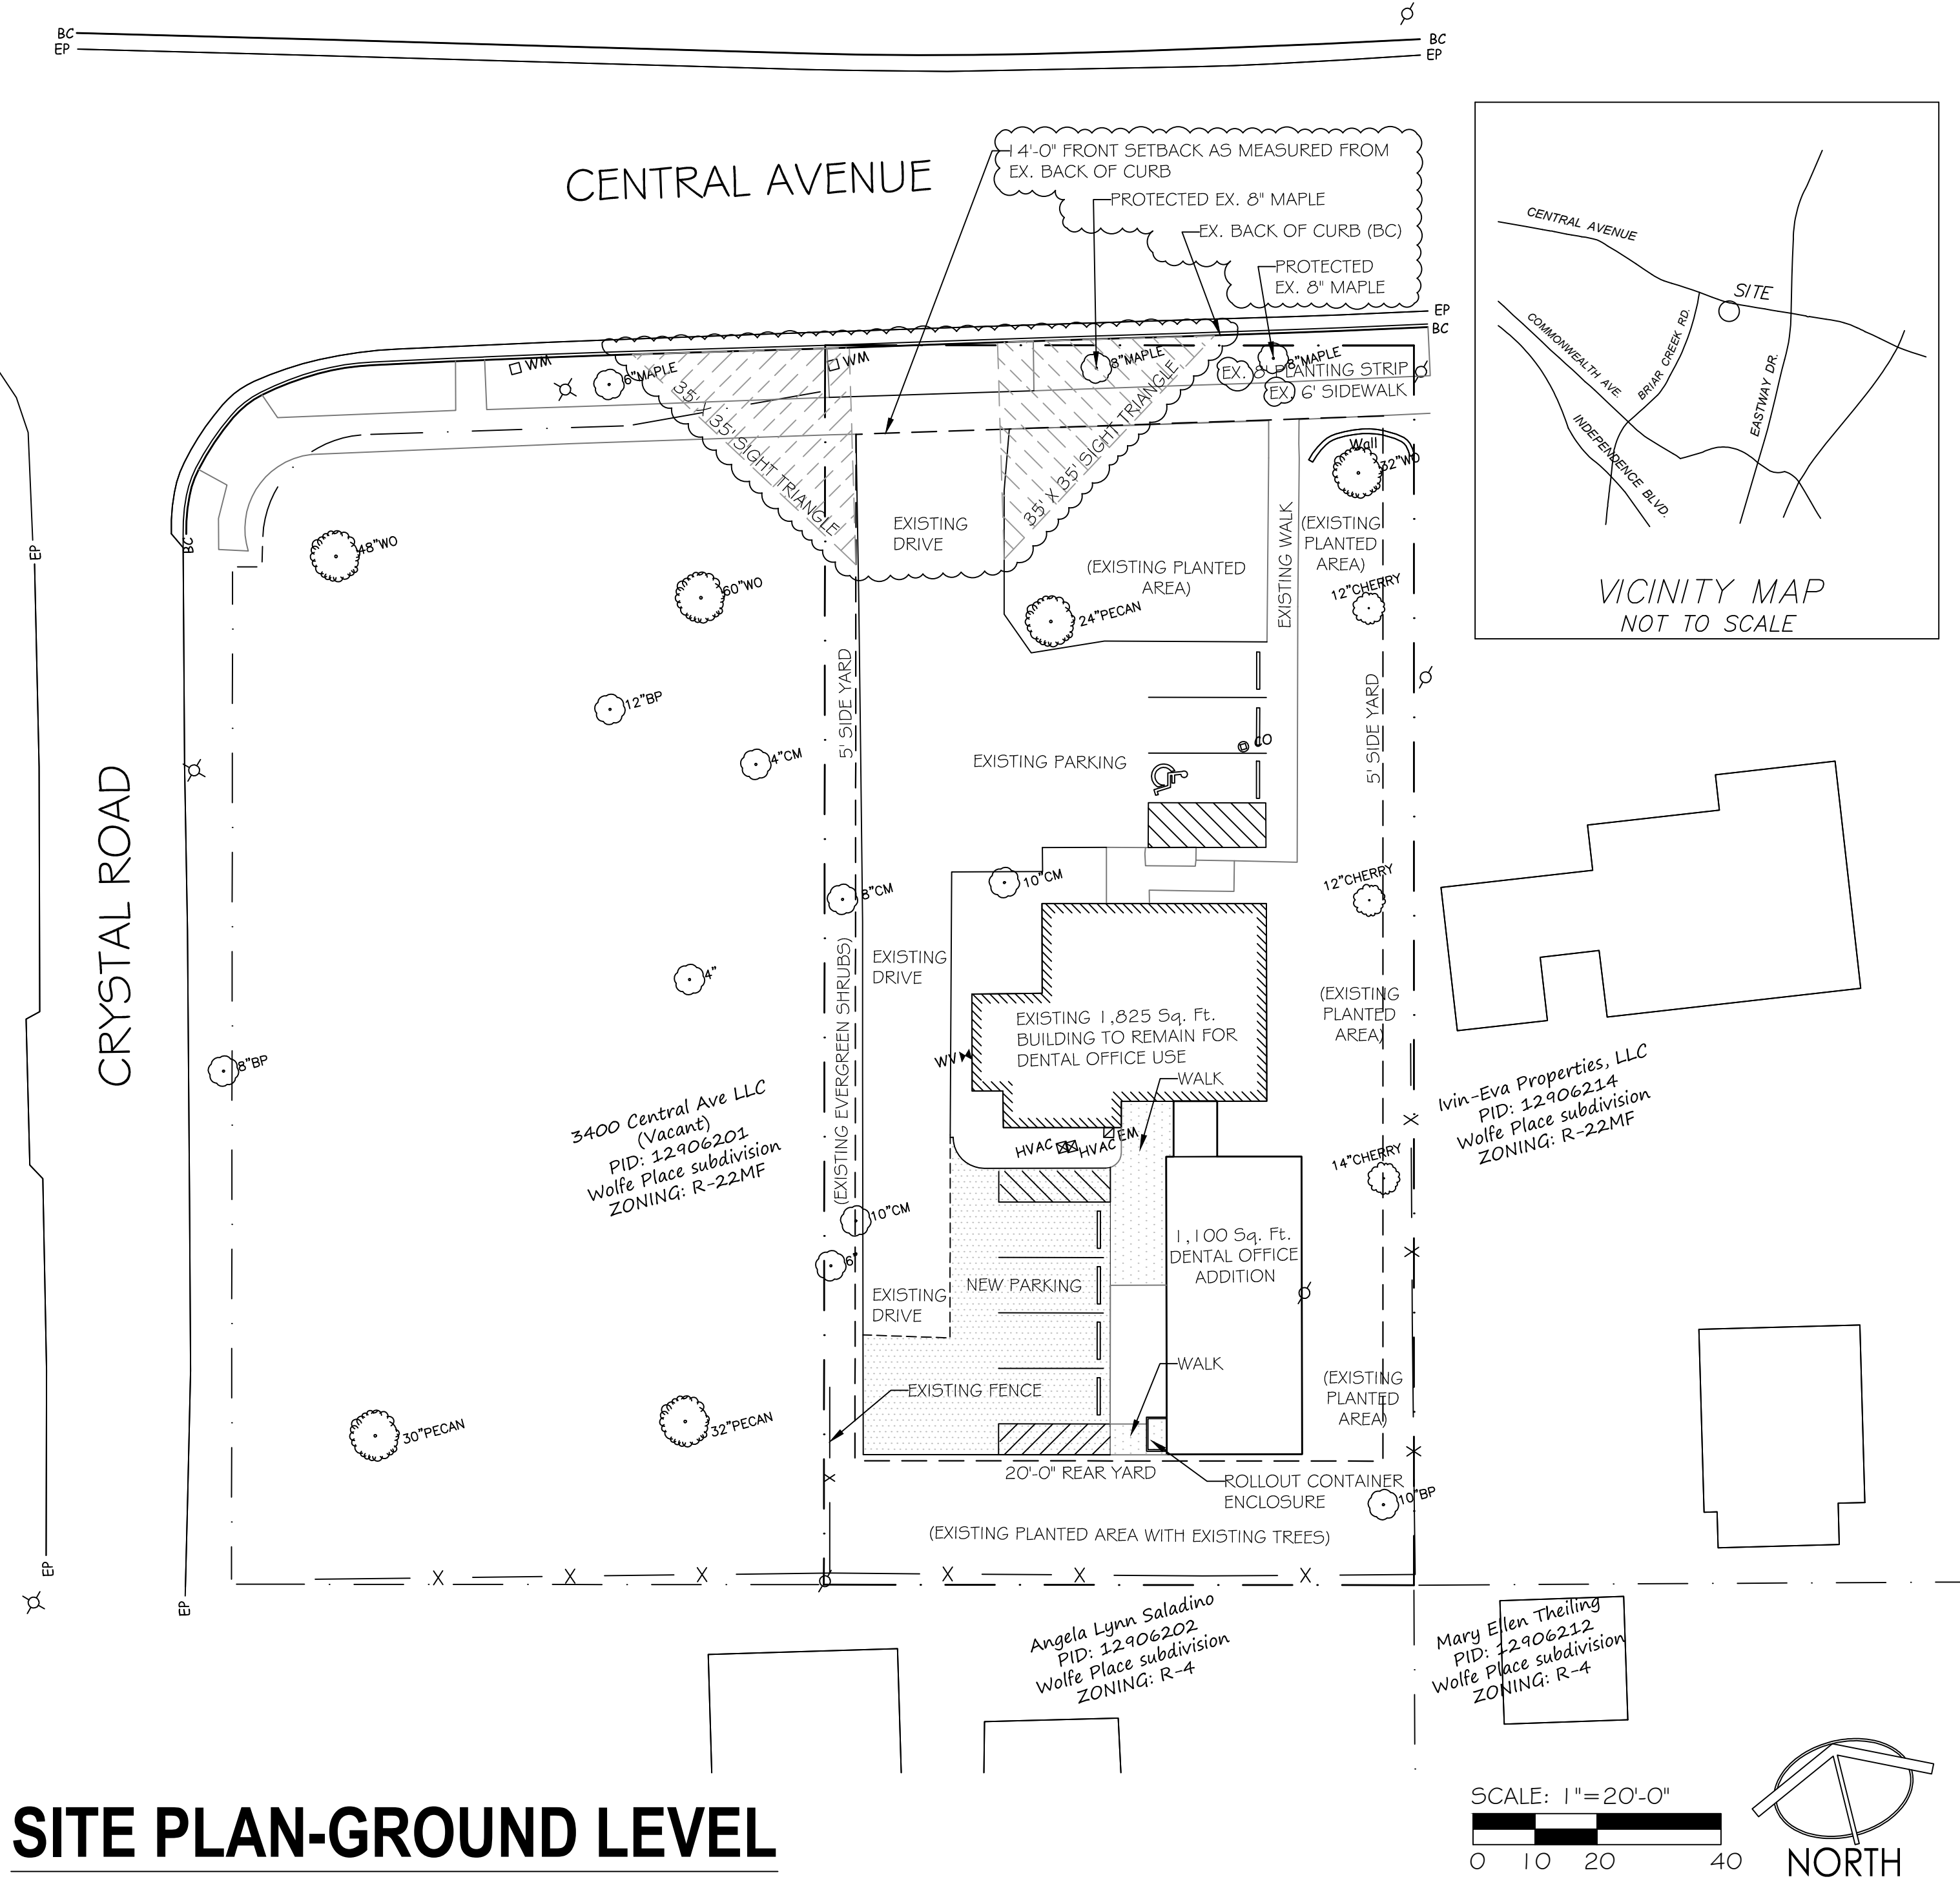 BC
EP
BC
EP
CENTRAL AVENUE
14'-0" FRONT SETBACK AS MEASURED FROM
EX. BACK OF CURB
PROTECTED EX. 8" MAPLE
EX. BACK OF CURB (BC)
PROTECTED
EX. 8" MAPLE
EP
BC
WM
6"MAPLE
WM
8"MAPLE
8"MAPLE
EX. 8' PLANTING STRIP
EX. 6' SIDEWALK
35' X 35' SIGHT TRIANGLE
35' X 35' SIGHT TRIANGLE
Wall
32"WO
EP
BC
48"WO
60"WO
EXISTING
DRIVE
(EXISTING PLANTED
AREA)
EXISTING WALK
(EXISTING
PLANTED
AREA)
12"CHERRY
24"PECAN
12"BP
4"CM
5' SIDE YARD
EXISTING PARKING
CO
5' SIDE YARD
CRYSTAL ROAD
8"CM
10"CM
12"CHERRY
4"
(EXISTING EVERGREEN SHRUBS)
EXISTING
DRIVE
EXISTING 1,825 Sq. Ft.
BUILDING TO REMAIN FOR
DENTAL OFFICE USE
(EXISTING
PLANTED
AREA)
WV
WALK
8"BP
3400 Central Ave LLC
(Vacant)
PID: 12906201
Wolfe Place subdivision
ZONING: R-22MF
HVAC
HVAC
EM
14"CHERRY
Ivin-Eva Properties, LLC
PID: 12906214
Wolfe Place subdivision
ZONING: R-22MF
10"CM
6"
1,100 Sq. Ft.
DENTAL OFFICE
ADDITION
NEW PARKING
EXISTING
DRIVE
WALK
EXISTING FENCE
(EXISTING
PLANTED
AREA)
30"PECAN
32"PECAN
20'-0" REAR YARD
ROLLOUT CONTAINER
ENCLOSURE
10"BP
(EXISTING PLANTED AREA WITH EXISTING TREES)
X
X
X
X
X
X
X
X
X
X
EP
EP
Angela Lynn Saladino
PID: 12906202
Wolfe Place subdivision
ZONING: R-4
Mary Ellen Theiling
PID: 12906212
Wolfe Place subdivision
ZONING: R-4
CENTRAL AVENUE
SITE
COMMONWEALTH AVE
BRIAR CREEK RD.
EASTWAY DR.
INDEPENDENCE BLVD.
VICINITY MAP
NOT TO SCALE
SITE PLAN-GROUND LEVEL
SCALE: 1"=20'-0"
0 10 20 40
NORTH